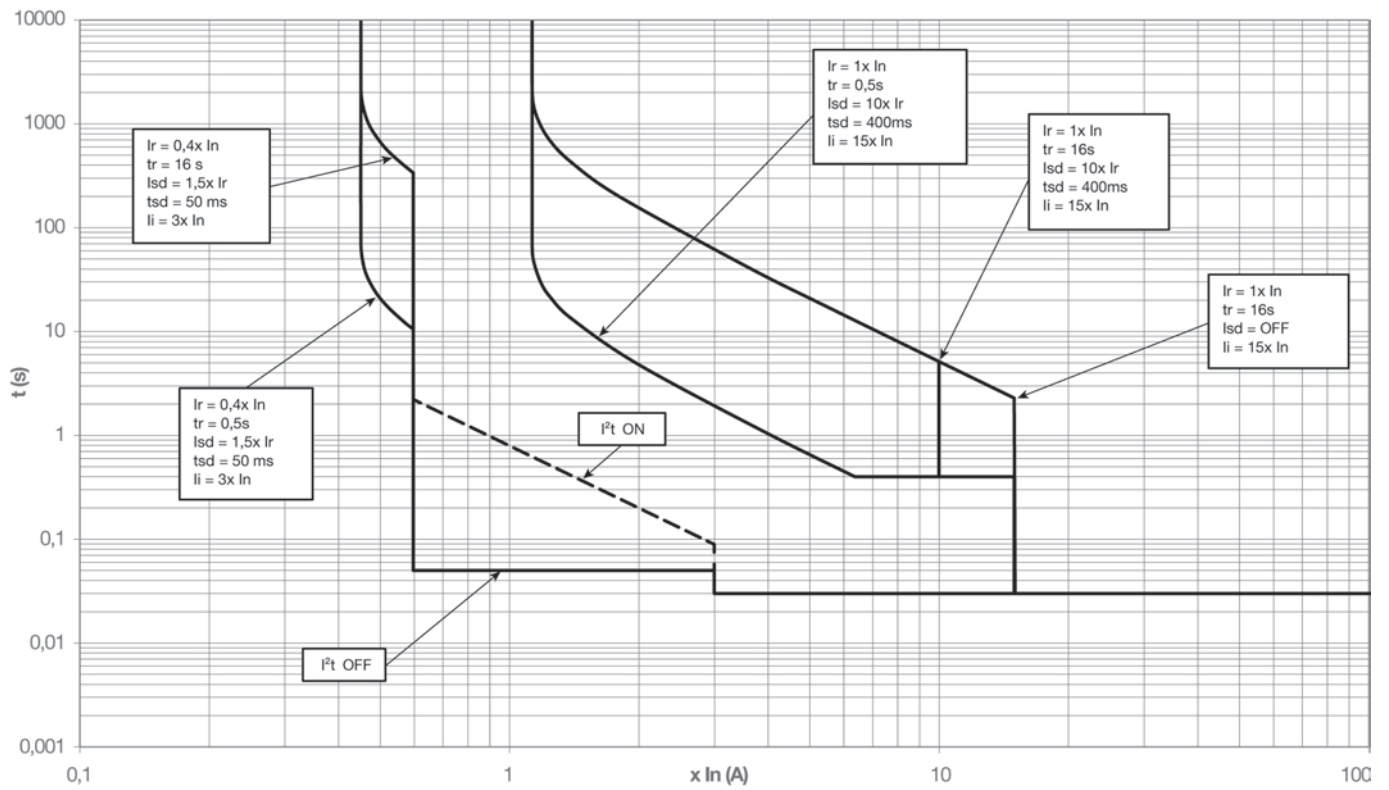 10000
1000
100
10
1
0,1
0,01
0,001
t (s)
0,1
1
x In (A)
10
100
Ir = 0,4x In
tr = 16 s
Isd = 1,5x Ir
tsd = 50 ms
Ii = 3x In
Ir = 0,4x In
tr = 0,5s
Isd = 1,5x Ir
tsd = 50 ms
Ii = 3x In
Ir = 1x In
tr = 0,5s
Isd = 10x Ir
tsd = 400ms
Ii = 15x In
Ir = 1x In
tr = 16s
Isd = 10x Ir
tsd = 400ms
Ii = 15x In
Ir = 1x In
tr = 16s
Isd = OFF
Ii = 15x In
I²t ON
I²t OFF